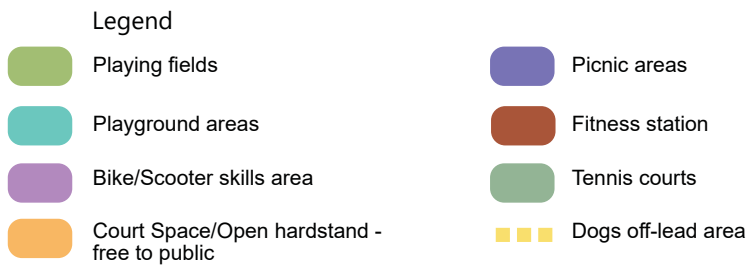 Legend
Playing fields
Playground areas
Bike/Scooter skills area
Court Space/Open hardstand -
free to public
Picnic areas
Fitness station
Tennis courts
Dogs off-lead area